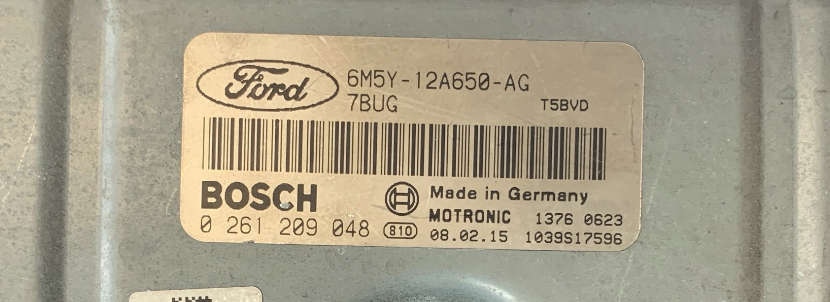 Ford 6M5Y-12A650-AG
7BUG T5BVD
BOSCH Made in Germany
MOTRONIC 1376 0623
0 261 209 048 810 08.02.15 1039S17596